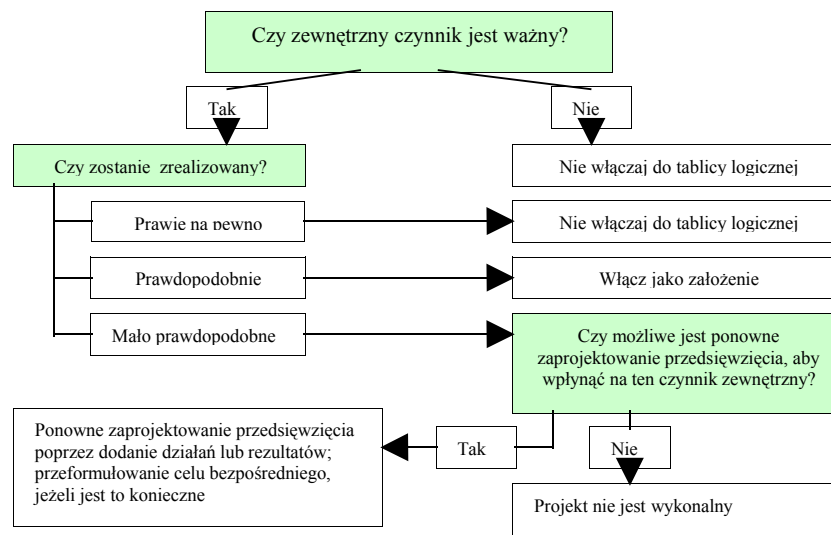 Czy zewnętrzny czynnik jest ważny?
Tak
Nie
Czy zostanie zrealizowany?
Nie włączaj do tablicy logicznej
Prawie na pewno
Nie włączaj do tablicy logicznej
Prawdopodobnie
Włącz jako założenie
Mało prawdopodobne
Czy możliwe jest ponowne
zaprojektowanie przedsięwzięcia, aby
wpłynąć na ten czynnik zewnętrzny?
Ponowne zaprojektowanie przedsięwzięcia
poprzez dodanie działań lub rezultatów;
przeformułowanie celu bezpośredniego,
jeżeli jest to konieczne
Tak
Nie
Projekt nie jest wykonalny